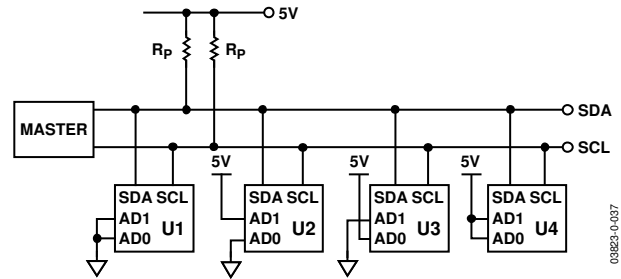 5V
RP RP
SDA
MASTER
SCL
5V 5V 5V
SDA SCL SDA SCL SDA SCL SDA SCL
AD1 U1 AD1 U2 AD1 U3 AD1 U4
AD0 AD0 AD0 AD0
03823-0-037